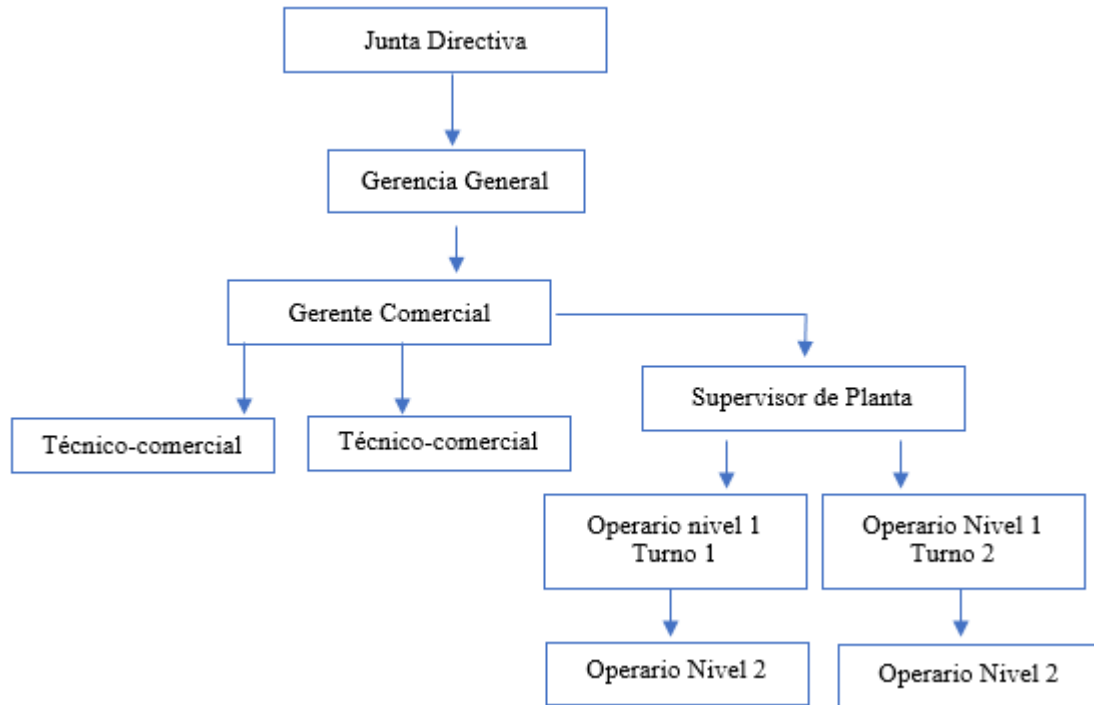 Junta Directiva
Gerencia General
Gerente Comercial
Supervisor de Planta
Técnico-comercial
Técnico-comercial
Operario nivel 1
Turno 1
Operario Nivel 1
Turno 2
Operario Nivel 2
Operario Nivel 2